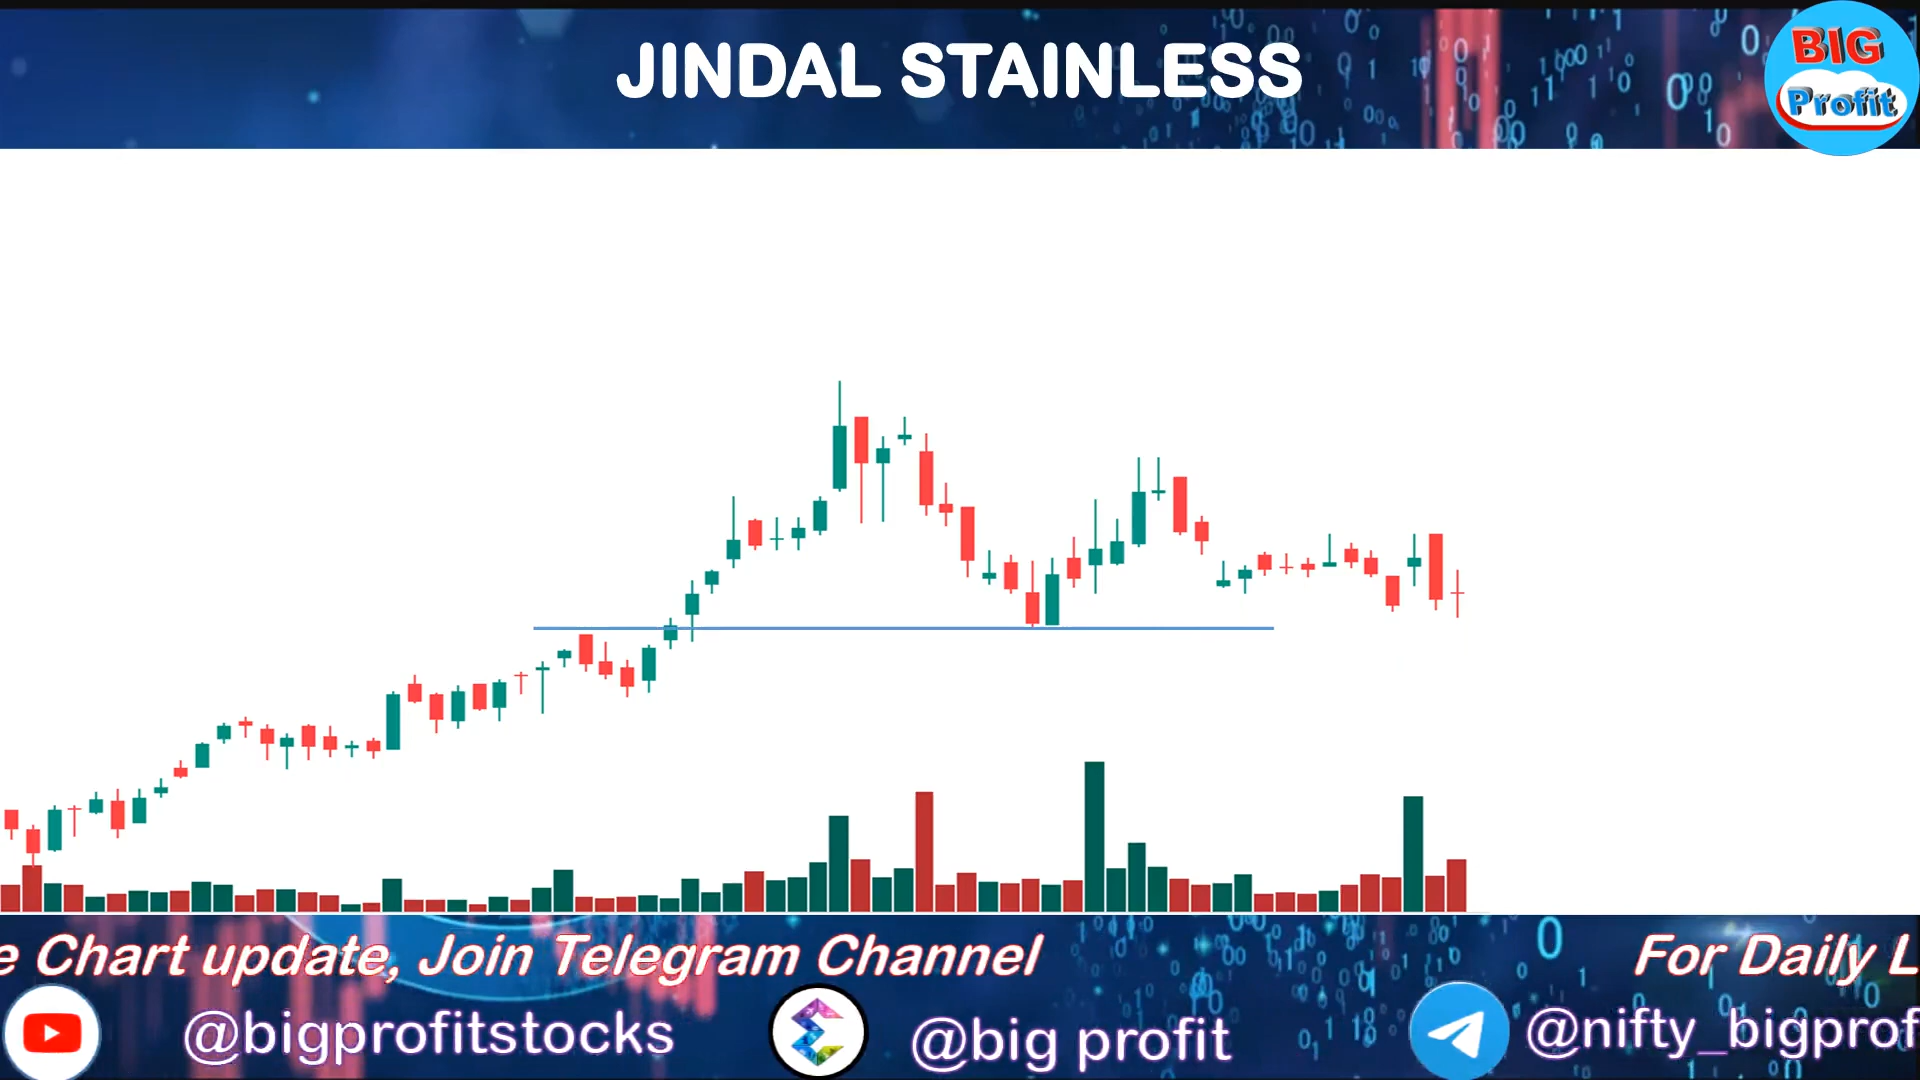 JINDAL STAINLESS
BIG
Profit
e Chart update, Join Telegram Channel
For Daily L
@bigprofitstocks
@big profit
@nifty_bigprof